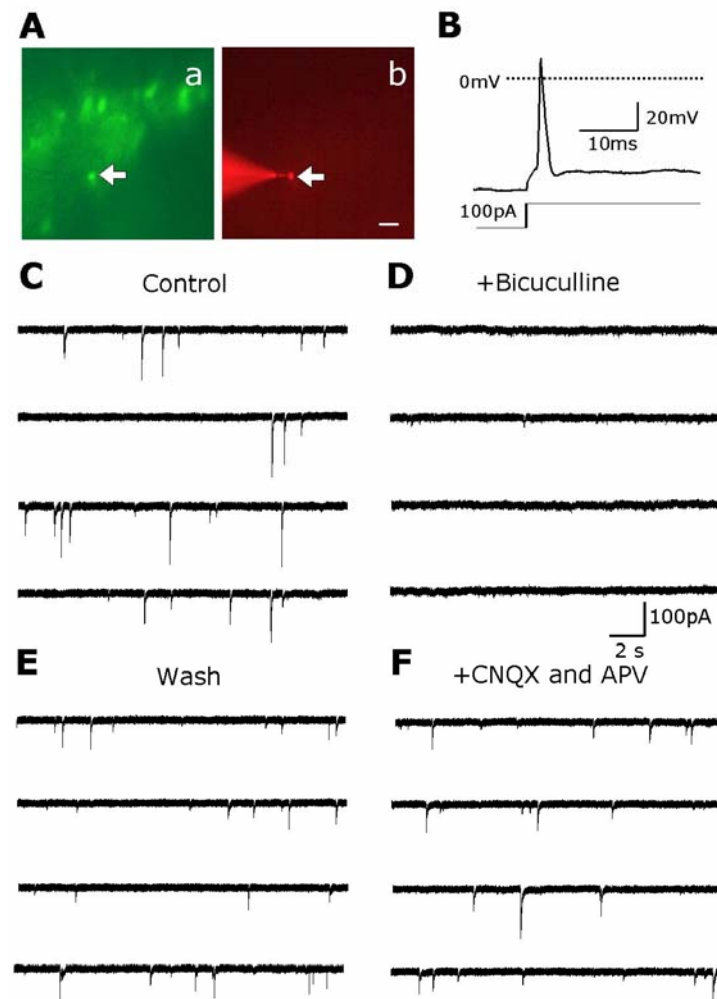 A
B
a
b
0mV
20mV
10ms
100pA
C
Control
D
+Bicuculline
100pA
2 s
E
Wash
F
+CNQX and APV